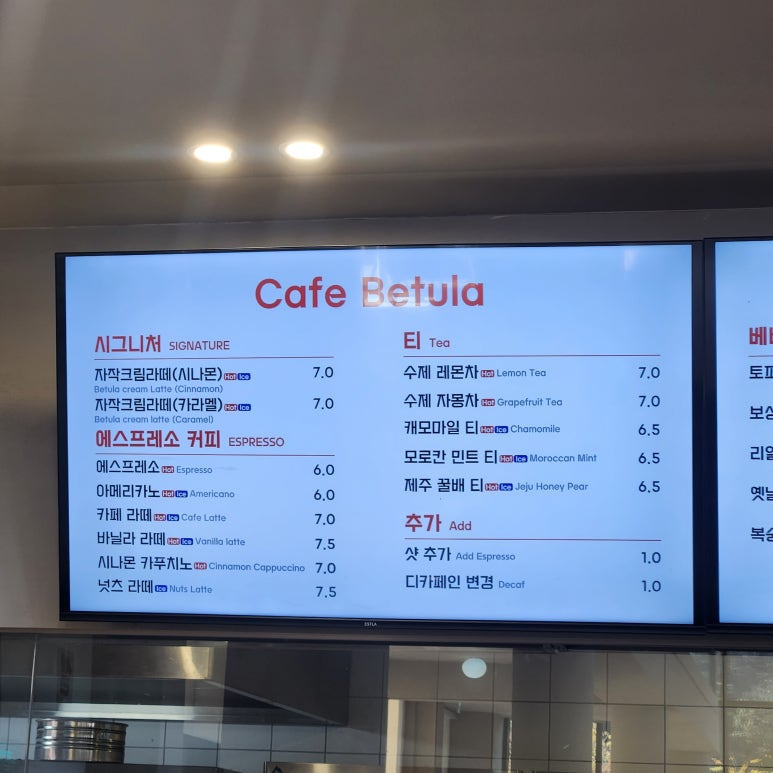 Cafe Betula
시그니처 SIGNATURE
자작크림라떼(시나몬) Hot Ice 7.0
Betula cream Latte (Cinnamon)
자작크림라떼(카라멜) Hot Ice 7.0
Betula cream latte (Caramel)
에스프레소 커피 ESPRESSO
에스프레소 Hot Espresso 6.0
아메리카노 Hot Ice Americano 6.0
카페 라떼 Hot Ice Cafe Latte 7.0
바닐라 라떼 Hot Ice Vanilla latte 7.5
시나몬 카푸치노 Hot Cinnamon Cappuccino 7.0
넛츠 라떼 Ice Nuts Latte 7.5
티 Tea
수제 레몬차 Hot Lemon Tea 7.0
수제 자몽차 Hot Grapefruit Tea 7.0
캐모마일 티 Hot Ice Chamomile 6.5
모로칸 민트 티 Hot Ice Moroccan Mint 6.5
제주 꿀배 티 Hot Ice Jeju Honey Pear 6.5
추가 Add
샷 추가 Add Espresso 1.0
디카페인 변경 Decaf 1.0